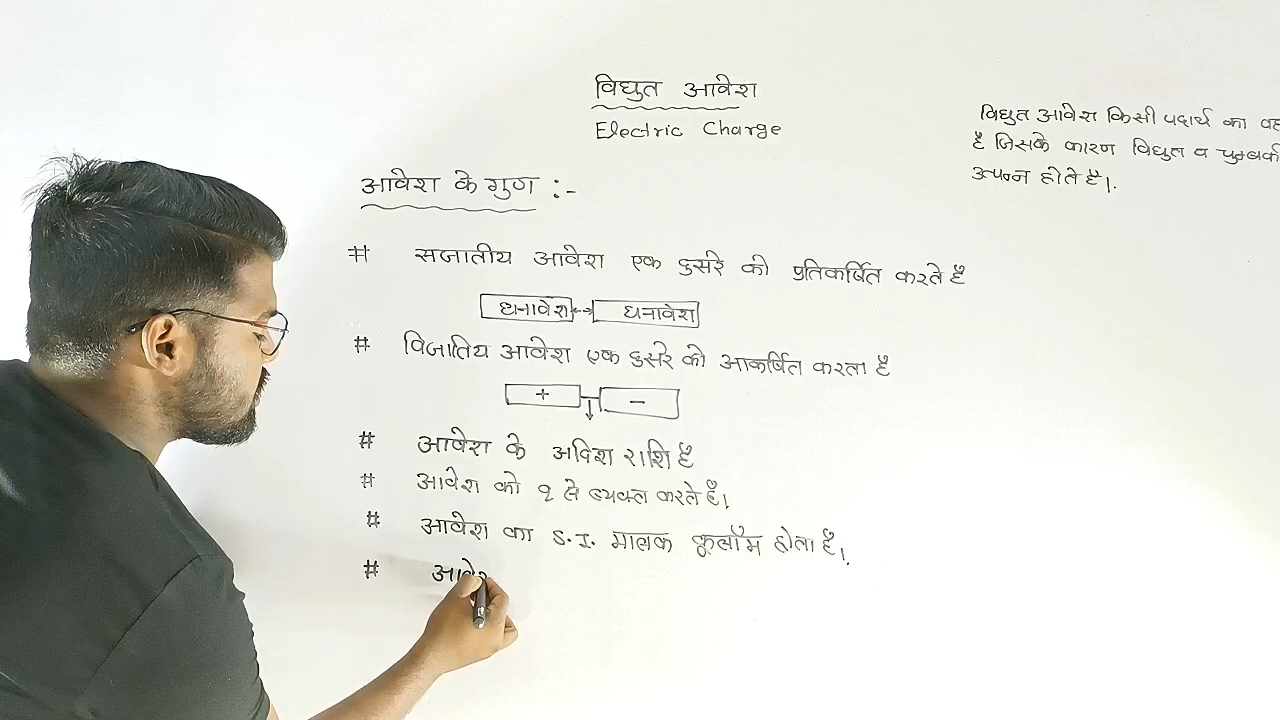 विद्युत आवेश
Electric Charge
विद्युत आवेश किसी पदार्थ का वह
है जिसके कारण विद्युत व चुम्बकी
उत्पन्न होते है।.
आवेश के गुण :-
# सजातीय आवेश एक दुसरे को प्रतिकर्षित करते है
धनावेश ↔ धनावेश
# विजातिय आवेश एक दुसरे को आकर्षित करता है
+ −
# आवेश के अदिश राशि है
# आवेश को q से व्यक्त करते है।
# आवेश का S.I. मात्रक कूलॉम होता है।.
# आवे